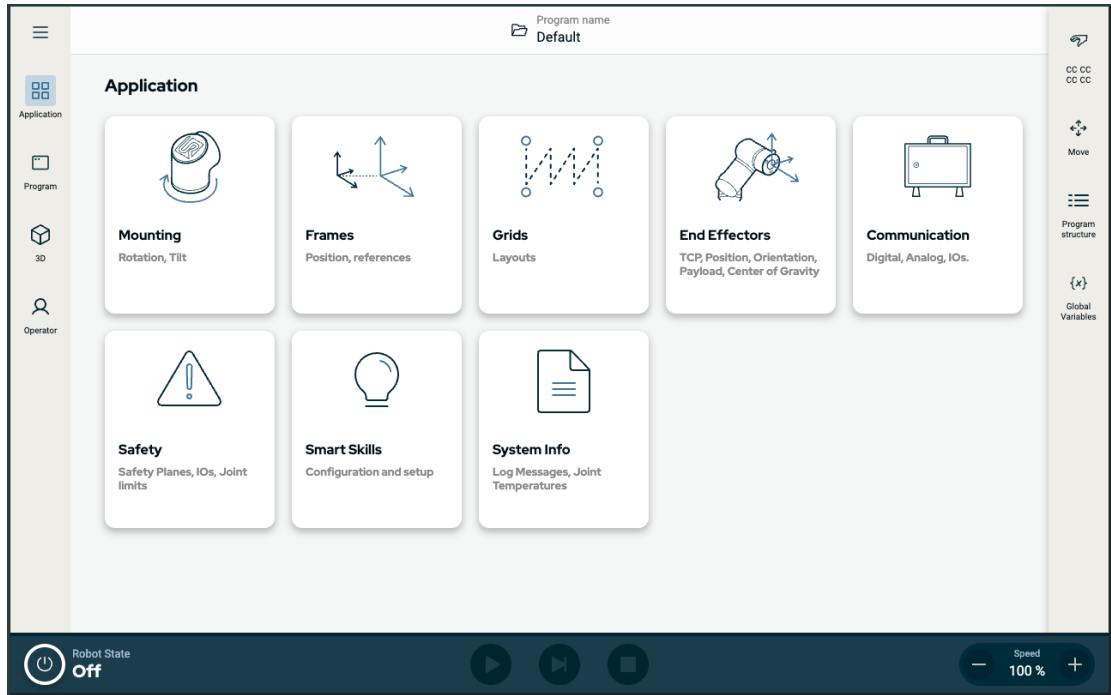 Program name
Default
Application
Program
3D
Operator
Application
Mounting
Rotation, Tilt
Frames
Position, references
Grids
Layouts
End Effectors
TCP, Position, Orientation,
Payload, Center of Gravity
Communication
Digital, Analog, IOs.
Safety
Safety Planes, IOs, Joint
limits
Smart Skills
Configuration and setup
System Info
Log Messages, Joint
Temperatures
CC CC
CC CC
Move
Program
structure
{x}
Global
Variables
Robot State
Off
Speed
100 %